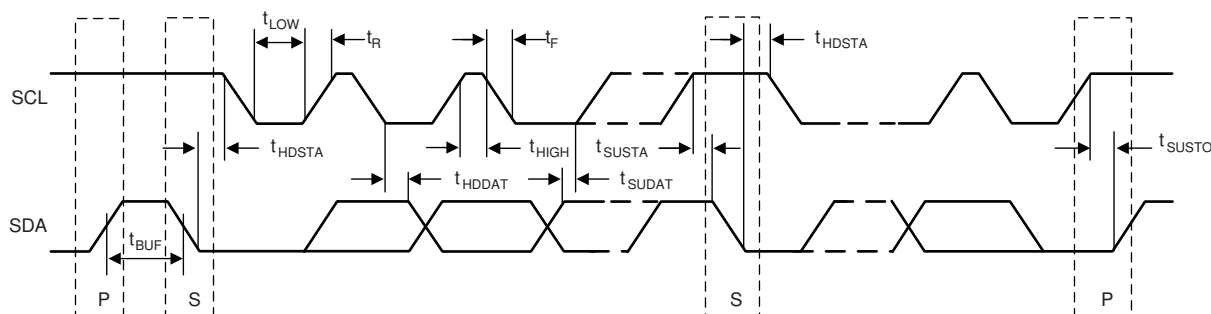 tLOW
tR
tF
tHDSTA
SCL
tHDSTA
tHIGH
tSUSTA
tSUSTO
tHDDAT
tSUDAT
SDA
tBUF
P
S
S
P